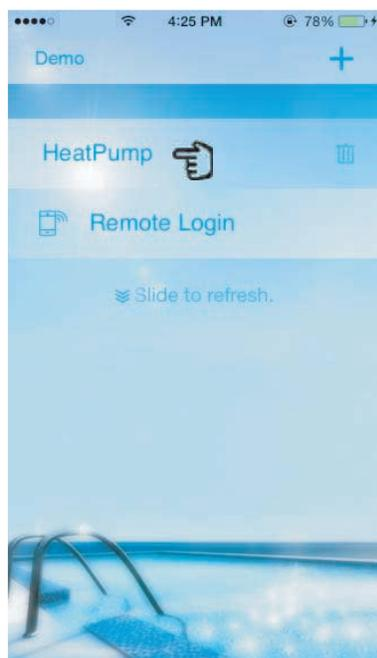 4:25 PM 78%
Demo +
HeatPump
Remote Login
Slide to refresh.